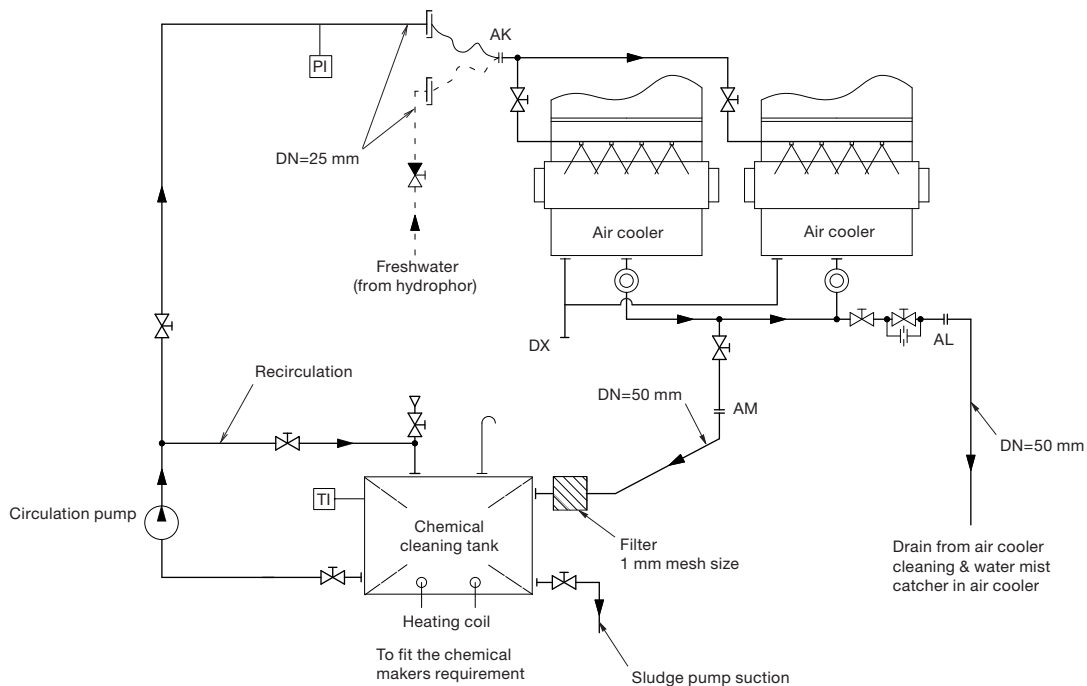 AK
PI
DN=25 mm
Freshwater
(from hydrophor)
Air cooler
Air cooler
DX
AL
Recirculation
DN=50 mm
AM
DN=50 mm
TI
Circulation pump
Chemical
cleaning tank
Filter
1 mm mesh size
Drain from air cooler
cleaning & water mist
catcher in air cooler
Heating coil
To fit the chemical
makers requirement
Sludge pump suction